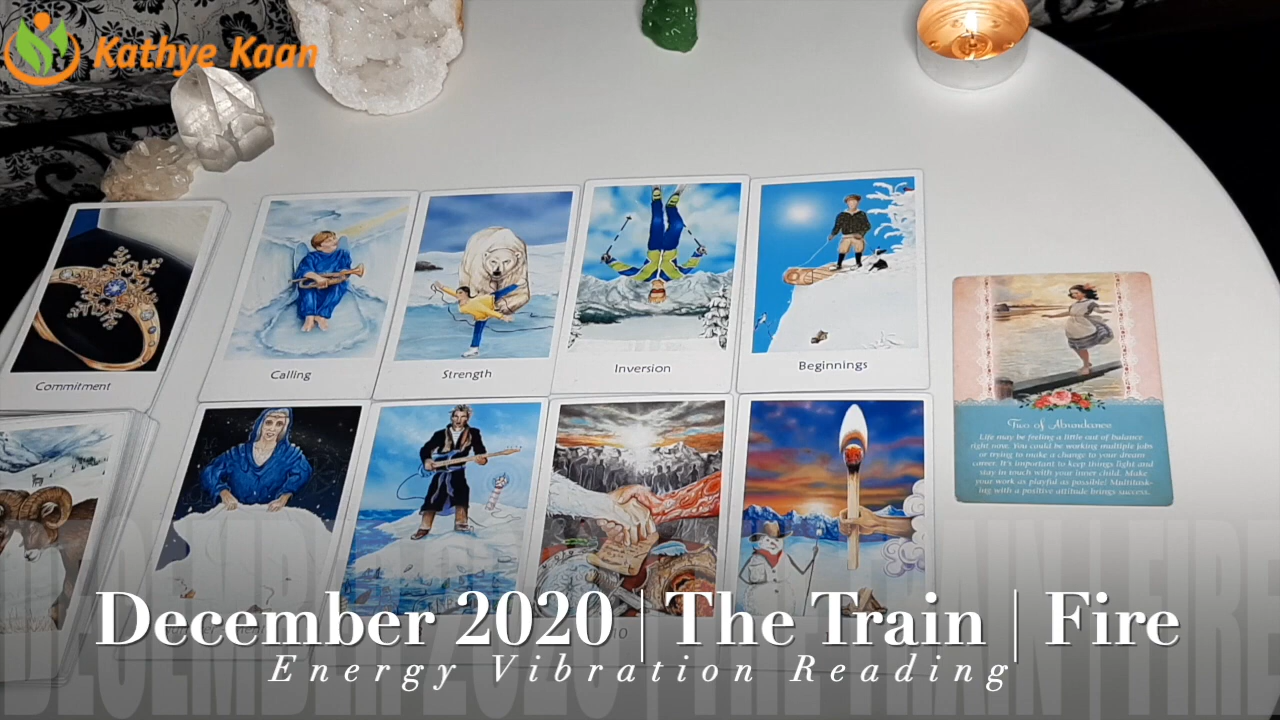 Kathye Kaan
Commitment
Calling
Strength
Inversion
Beginnings
Two of Abundance
Life may be feeling a little out of balance
right now. You could be working multiple jobs
or trying to make a change to your dream
career. It's important to keep things light and
stay in touch with your inner child. Make
your work as playful as possible! Multitask-
ing with a positive attitude brings success.
10
December 2020 | The Train | Fire
Energy Vibration Reading